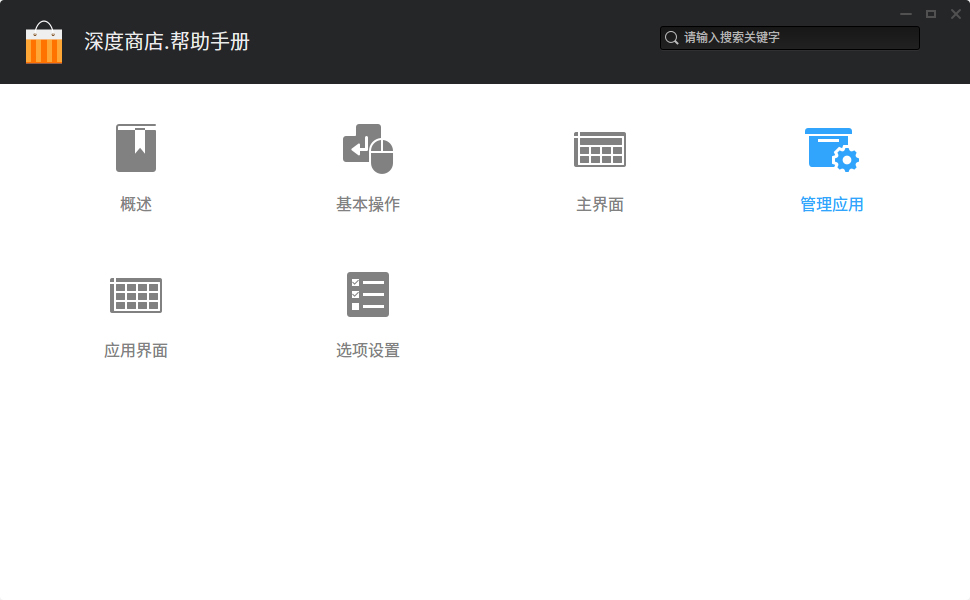 深度商店.帮助手册
请输入搜索关键字
概述
基本操作
主界面
管理应用
应用界面
选项设置